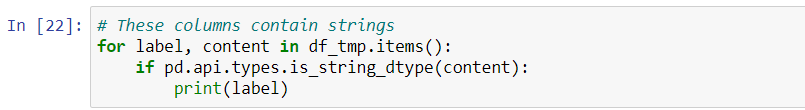 In [22]: # These columns contain strings
for label, content in df_tmp.items():
    if pd.api.types.is_string_dtype(content):
        print(label)